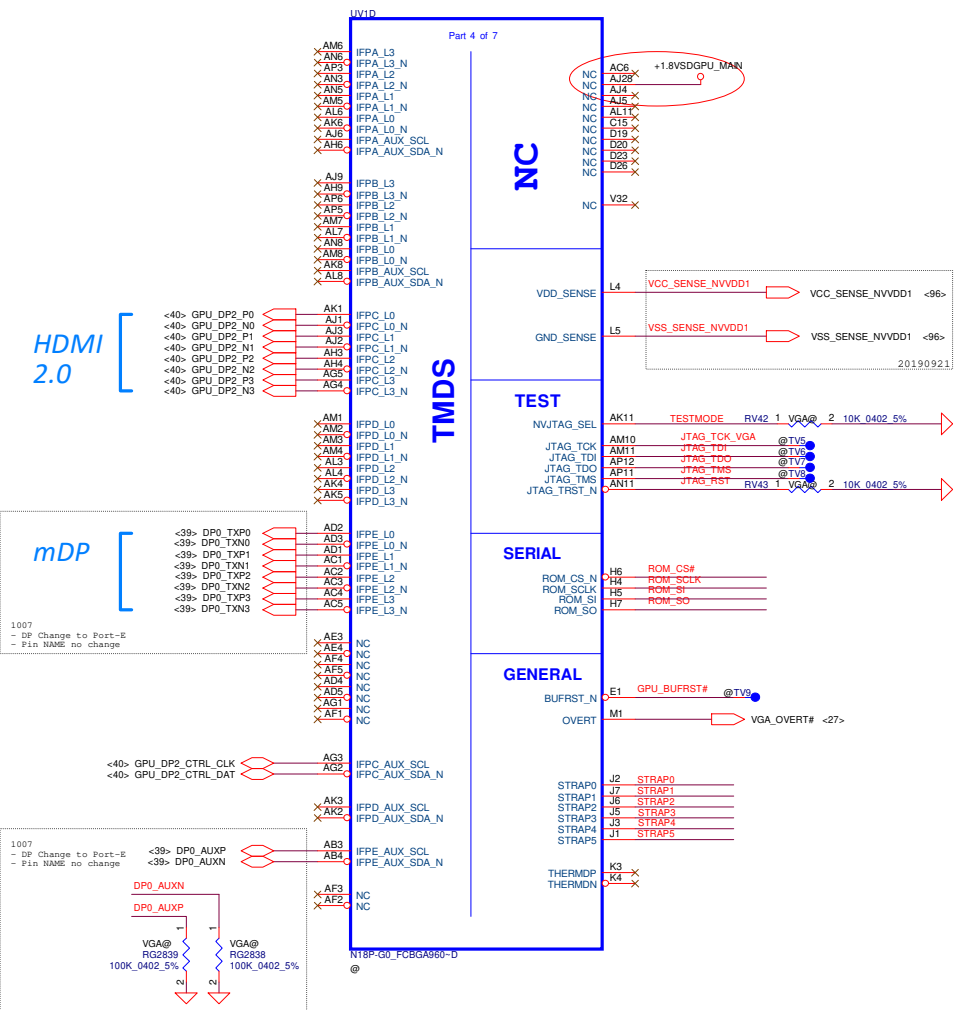 UV1D
Part 4 of 7
AM6 IFPA_L3
AN6 IFPA_L3_N
AP3 IFPA_L2
AN3 IFPA_L2_N
AN5 IFPA_L1
AM5 IFPA_L1_N
AL6 IFPA_L0
AK6 IFPA_L0_N
AJ6 IFPA_AUX_SCL
AH6 IFPA_AUX_SDA_N
AJ9 IFPB_L3
AH9 IFPB_L3_N
AP6 IFPB_L2
AP5 IFPB_L2_N
AM7 IFPB_L1
AL7 IFPB_L1_N
AN8 IFPB_L0
AM8 IFPB_L0_N
AK8 IFPB_AUX_SCL
AL8 IFPB_AUX_SDA_N
HDMI
2.0
<40> GPU_DP2_P0 AK1 IFPC_L0
<40> GPU_DP2_N0 AJ1 IFPC_L0_N
<40> GPU_DP2_P1 AJ3 IFPC_L1
<40> GPU_DP2_N1 AJ2 IFPC_L1_N
<40> GPU_DP2_P2 AH3 IFPC_L2
<40> GPU_DP2_N2 AH4 IFPC_L2_N
<40> GPU_DP2_P3 AG5 IFPC_L3
<40> GPU_DP2_N3 AG4 IFPC_L3_N
AM1 IFPD_L0
AM2 IFPD_L0_N
AM3 IFPD_L1
AM4 IFPD_L1_N
AL3 IFPD_L2
AL4 IFPD_L2_N
AK4 IFPD_L3
AK5 IFPD_L3_N
mDP
<39> DP0_TXP0 AD2 IFPE_L0
<39> DP0_TXN0 AD3 IFPE_L0_N
<39> DP0_TXP1 AD1 IFPE_L1
<39> DP0_TXN1 AC1 IFPE_L1_N
<39> DP0_TXP2 AC2 IFPE_L2
<39> DP0_TXN2 AC3 IFPE_L2_N
<39> DP0_TXP3 AC4 IFPE_L3
<39> DP0_TXN3 AC5 IFPE_L3_N
1007
- DP Change to Port-E
- Pin NAME no change
AE3 NC
AE4 NC
AF4 NC
AF5 NC
AD4 NC
AD5 NC
AG1 NC
AF1 NC
<40> GPU_DP2_CTRL_CLK AG3 IFPC_AUX_SCL
<40> GPU_DP2_CTRL_DAT AG2 IFPC_AUX_SDA_N
AK3 IFPD_AUX_SCL
AK2 IFPD_AUX_SDA_N
1007
- DP Change to Port-E
- Pin NAME no change
<39> DP0_AUXP AB3 IFPE_AUX_SCL
<39> DP0_AUXN AB4 IFPE_AUX_SDA_N
AF3 NC
AF2 NC
DP0_AUXN
DP0_AUXP
1 1
VGA@ VGA@
RG2839 RG2838
100K_0402_5% 100K_0402_5%
2 2
TMDS
NC
NC AC6 +1.8VSDGPU_MAIN
NC AJ28
NC AJ4
NC AJ5
NC AL11
NC C15
NC D19
NC D20
NC D23
NC D26
NC V32
VDD_SENSE L4 VCC_SENSE_NVVDD1 VCC_SENSE_NVVDD1 <96>
GND_SENSE L5 VSS_SENSE_NVVDD1 VSS_SENSE_NVVDD1 <96>
20190921
TEST
NVJTAG_SEL AK11 TESTMODE RV42 1 VGA@ 2 10K_0402_5%
JTAG_TCK AM10 JTAG_TCK_VGA @TV5
JTAG_TDI AM11 JTAG_TDI @TV6
JTAG_TDO AP12 JTAG_TDO @TV7
JTAG_TMS AP11 JTAG_TMS @TV8
JTAG_TRST_N AN11 JTAG_RST RV43 1 VGA@ 2 10K_0402_5%
SERIAL
ROM_CS_N H6 ROM_CS#
ROM_SCLK H4 ROM_SCLK
ROM_SI H5 ROM_SI
ROM_SO H7 ROM_SO
GENERAL
BUFRST_N E1 GPU_BUFRST# @TV9
OVERT M1 VGA_OVERT# <27>
STRAP0 J2 STRAP0
STRAP1 J7 STRAP1
STRAP2 J6 STRAP2
STRAP3 J5 STRAP3
STRAP4 J3 STRAP4
STRAP5 J1 STRAP5
THERMDP K3
THERMDN K4
N18P-G0_FCBGA960~D
@